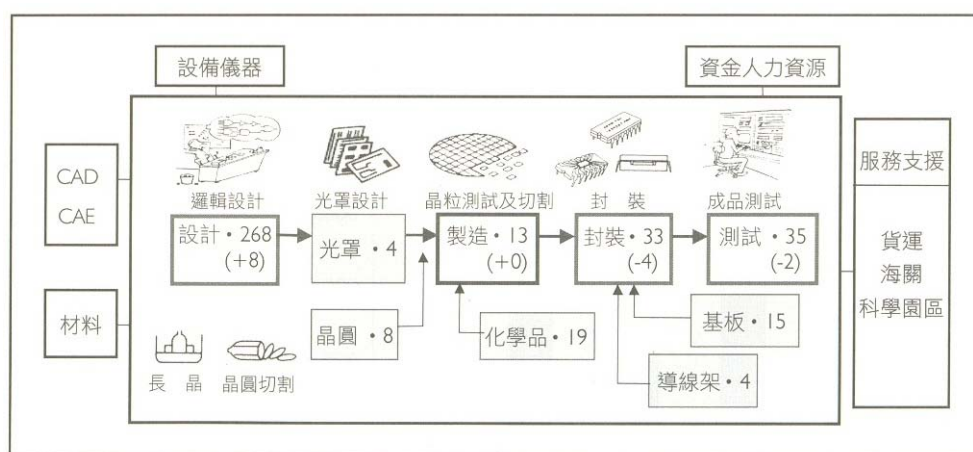 設備儀器
資金人力資源
CAD
CAE
材料
邏輯設計
光罩設計
晶粒測試及切割
封 裝
成品測試
設計・268
(+8)
光罩・4
製造・13
(+0)
封裝・33
(-4)
測試・35
(-2)
晶圓・8
化學品・19
基板・15
導線架・4
長 晶
晶圓切割
服務支援
貨運
海關
科學園區